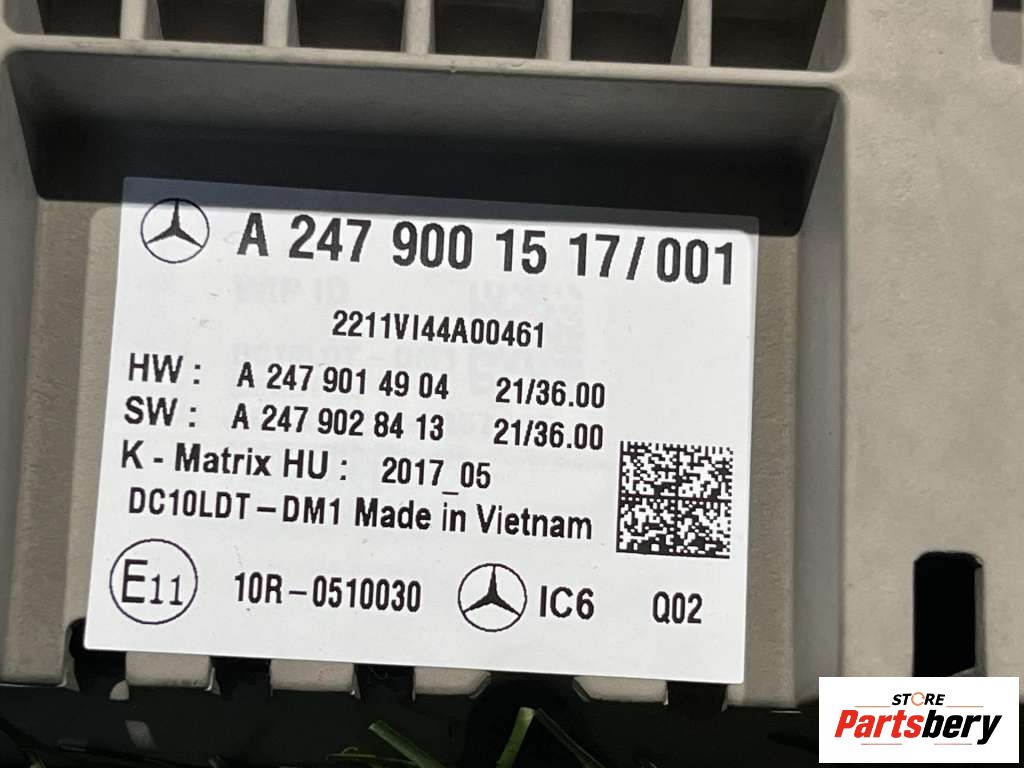 A 247 900 15 17/001
2211VI44A00461
HW : A 247 901 49 04 21/36.00
SW : A 247 902 84 13 21/36.00
K - Matrix HU : 2017_05
DC10LDT-DM1 Made in Vietnam
E11 10R-0510030 IC6 Q02
STORE
Partsbery